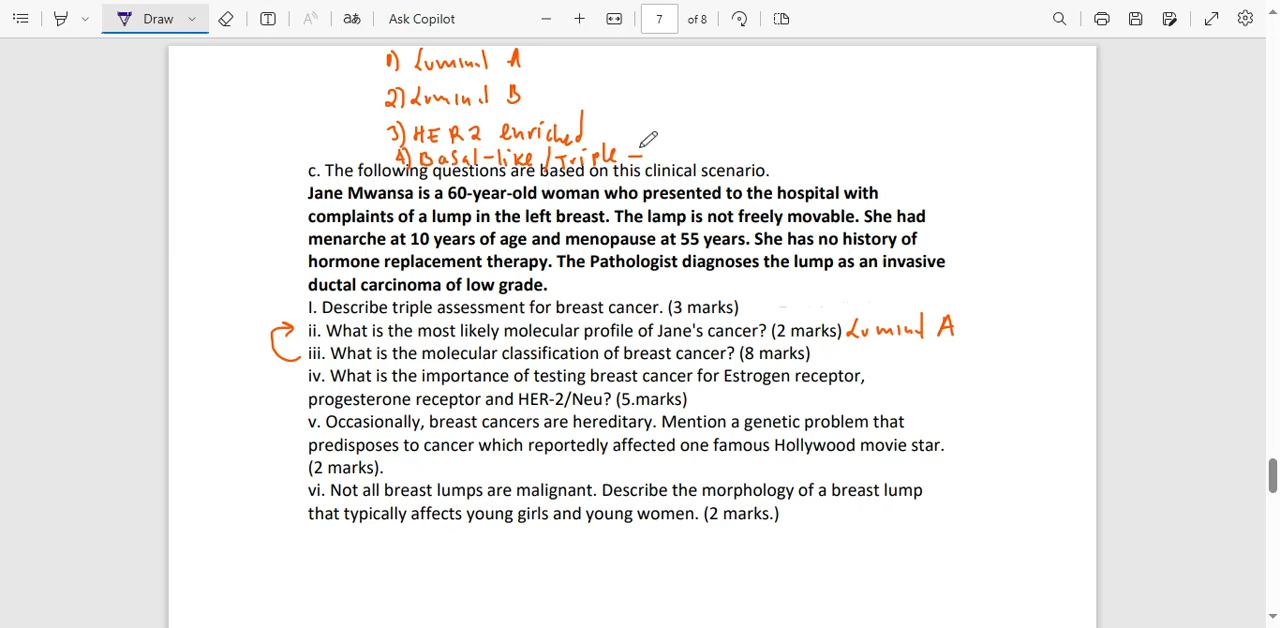 Draw
Ask Copilot
7 of 8
1) Luminal A
2) Luminal B
3) HER2 enriched
4) Basal-like / Triple -
c. The following questions are based on this clinical scenario.
Jane Mwansa is a 60-year-old woman who presented to the hospital with
complaints of a lump in the left breast. The lamp is not freely movable. She had
menarche at 10 years of age and menopause at 55 years. She has no history of
hormone replacement therapy. The Pathologist diagnoses the lump as an invasive
ductal carcinoma of low grade.
I. Describe triple assessment for breast cancer. (3 marks)
ii. What is the most likely molecular profile of Jane's cancer? (2 marks) Luminal A
iii. What is the molecular classification of breast cancer? (8 marks)
iv. What is the importance of testing breast cancer for Estrogen receptor,
progesterone receptor and HER-2/Neu? (5.marks)
v. Occasionally, breast cancers are hereditary. Mention a genetic problem that
predisposes to cancer which reportedly affected one famous Hollywood movie star.
(2 marks).
vi. Not all breast lumps are malignant. Describe the morphology of a breast lump
that typically affects young girls and young women. (2 marks.)